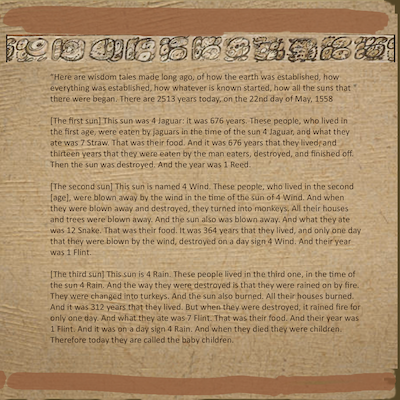 "Here are wisdom tales made long ago, of how the earth was established, how
everything was established, how whatever is known started, how all the suns that "
there were began. There are 2513 years today, on the 22nd day of May, 1558
[The first sun] This sun was 4 Jaguar: it was 676 years. These people, who lived in
the first age, were eaten by jaguars in the time of the sun 4 Jaguar, and what they
ate was 7 Straw. That was their food. And it was 676 years that they lived;and
thirteen years that they were eaten by the man eaters, destroyed, and finished off.
Then the sun was destroyed. And the year was 1 Reed.
[The second sun] This sun is named 4 Wind. These people, who lived in the second
[age], were blown away by the wind in the time of the sun of 4 Wind. And when
they were blown down and destroyed, they turned into monkeys. All their houses
and trees were blown away. And the sun also was blown away. And what they ate
was 12 Snake. That was their food. It was 364 years that they lived, and only one day
that they were blown by the wind, destroyed on a day sign 4 Wind. And their year
was 1 Flint.
[The third sun] This sun is 4 Rain. These people lived in the third one, in the time of
the sun 4 Rain. And the way they were destroyed is that they were rained on by fire.
They were changed into turkeys. And the sun also burned. All their houses burned.
And it was 312 years that they lived. But when they were destroyed, it rained fire for
only one day. And what they ate was 7 Flint. That was their food. And their year was
1 Flint. And it was on a day sign 4 Rain. And when they died they were children.
Therefore today they are called the baby children.